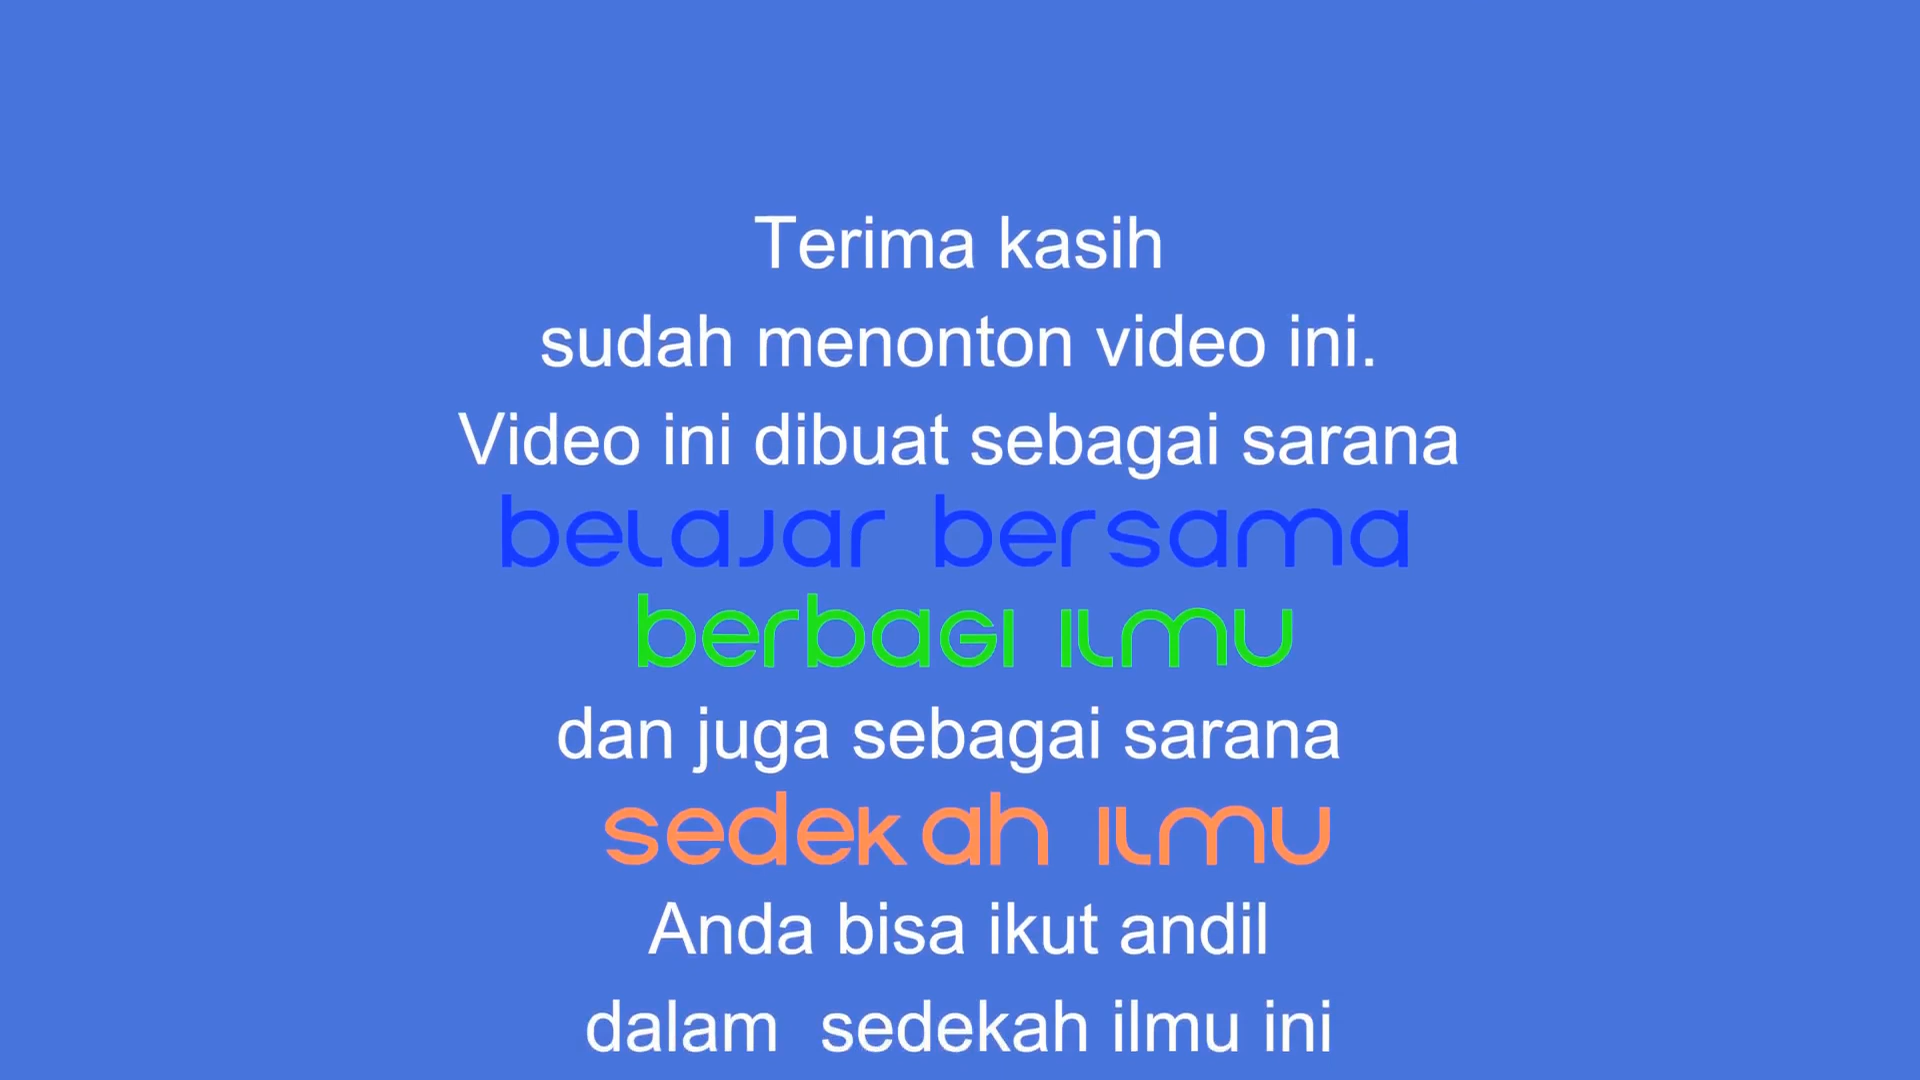 Terima kasih
sudah menonton video ini.
Video ini dibuat sebagai sarana
belajar bersama
berbagi ilmu
dan juga sebagai sarana
sedekah ilmu
Anda bisa ikut andil
dalam sedekah ilmu ini